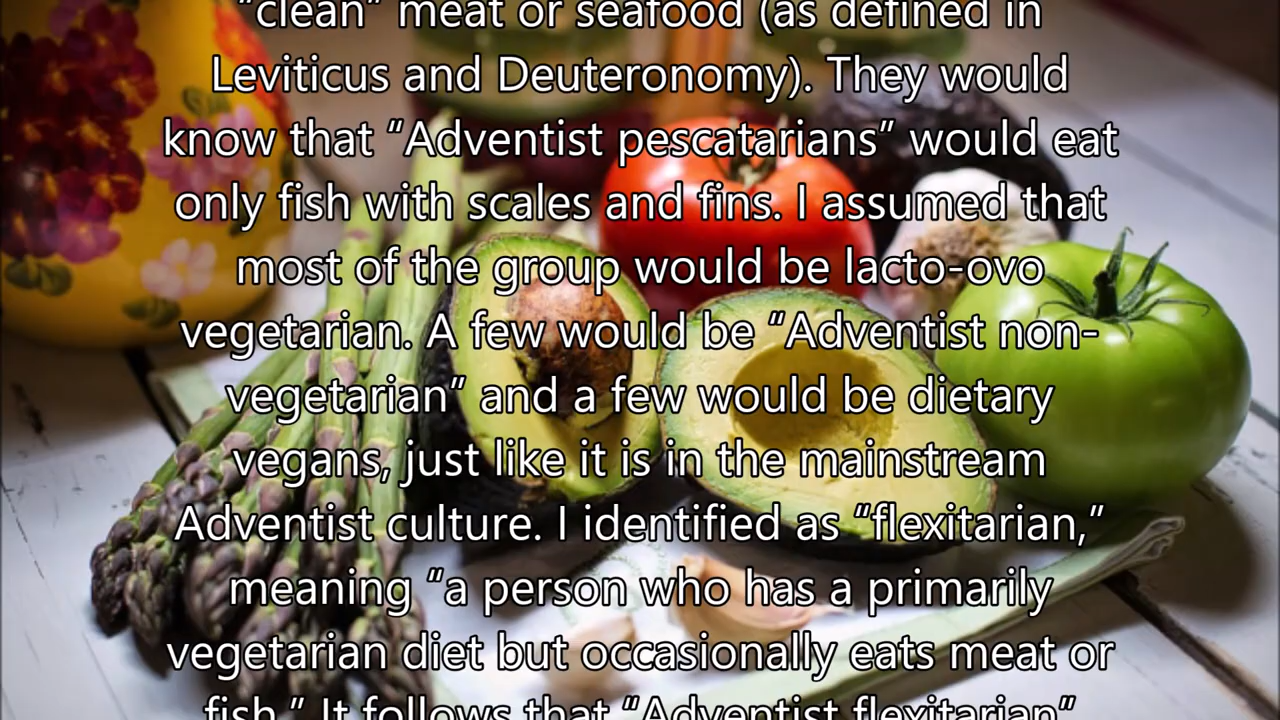 “clean” meat or seafood (as defined in
Leviticus and Deuteronomy). They would
know that “Adventist pescatarians” would eat
only fish with scales and fins. I assumed that
most of the group would be lacto-ovo
vegetarian. A few would be “Adventist non-
vegetarian” and a few would be dietary
vegans, just like it is in the mainstream
Adventist culture. I identified as “flexitarian,”
meaning “a person who has a primarily
vegetarian diet but occasionally eats meat or
fish.” It follows that “Adventist flexitarian”